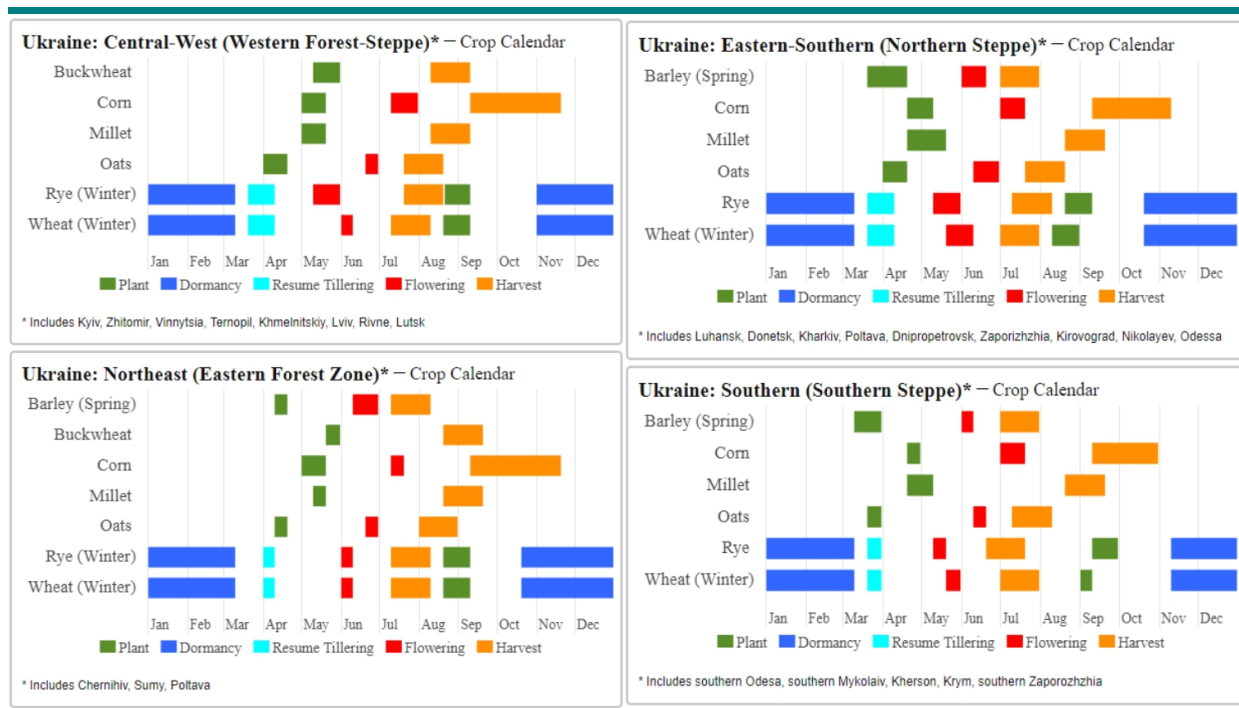 Ukraine: Central-West (Western Forest-Steppe)* – Crop Calendar
Buckwheat
Corn
Millet
Oats
Rye (Winter)
Wheat (Winter)
Jan Feb Mar Apr May Jun Jul Aug Sep Oct Nov Dec
Plant Dormancy Resume Tillering Flowering Harvest
* Includes Kyiv, Zhitomir, Vinnytsia, Ternopil, Khmelnitskiy, Lviv, Rivne, Lutsk
Ukraine: Eastern-Southern (Northern Steppe)* – Crop Calendar
Barley (Spring)
Corn
Millet
Oats
Rye
Wheat (Winter)
Jan Feb Mar Apr May Jun Jul Aug Sep Oct Nov Dec
Plant Dormancy Resume Tillering Flowering Harvest
* Includes Luhansk, Donetsk, Kharkiv, Poltava, Dnipropetrovsk, Zaporizhzhia, Kirovograd, Nikolayev, Odessa
Ukraine: Northeast (Eastern Forest Zone)* – Crop Calendar
Barley (Spring)
Buckwheat
Corn
Millet
Oats
Rye (Winter)
Wheat (Winter)
Jan Feb Mar Apr May Jun Jul Aug Sep Oct Nov Dec
Plant Dormancy Resume Tillering Flowering Harvest
* Includes Chernihiv, Sumy, Poltava
Ukraine: Southern (Southern Steppe)* – Crop Calendar
Barley (Spring)
Corn
Millet
Oats
Rye
Wheat (Winter)
Jan Feb Mar Apr May Jun Jul Aug Sep Oct Nov Dec
Plant Dormancy Resume Tillering Flowering Harvest
* Includes southern Odesa, southern Mykolaiv, Kherson, Krym, southern Zaporozhzhia